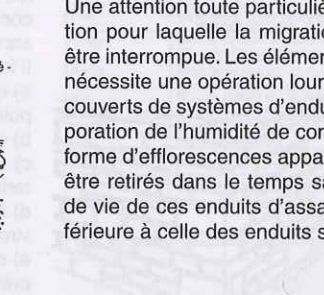 Une attention toute particuliè
tion pour laquelle la migratio
être interrompue. Les élémen
nécessite une opération lour
couverts de systèmes d'endu
poration de l'humidité de con
forme d'efflorescences appa
être retirés dans le temps sa
de vie de ces enduits d'assa
férieure à celle des enduits s